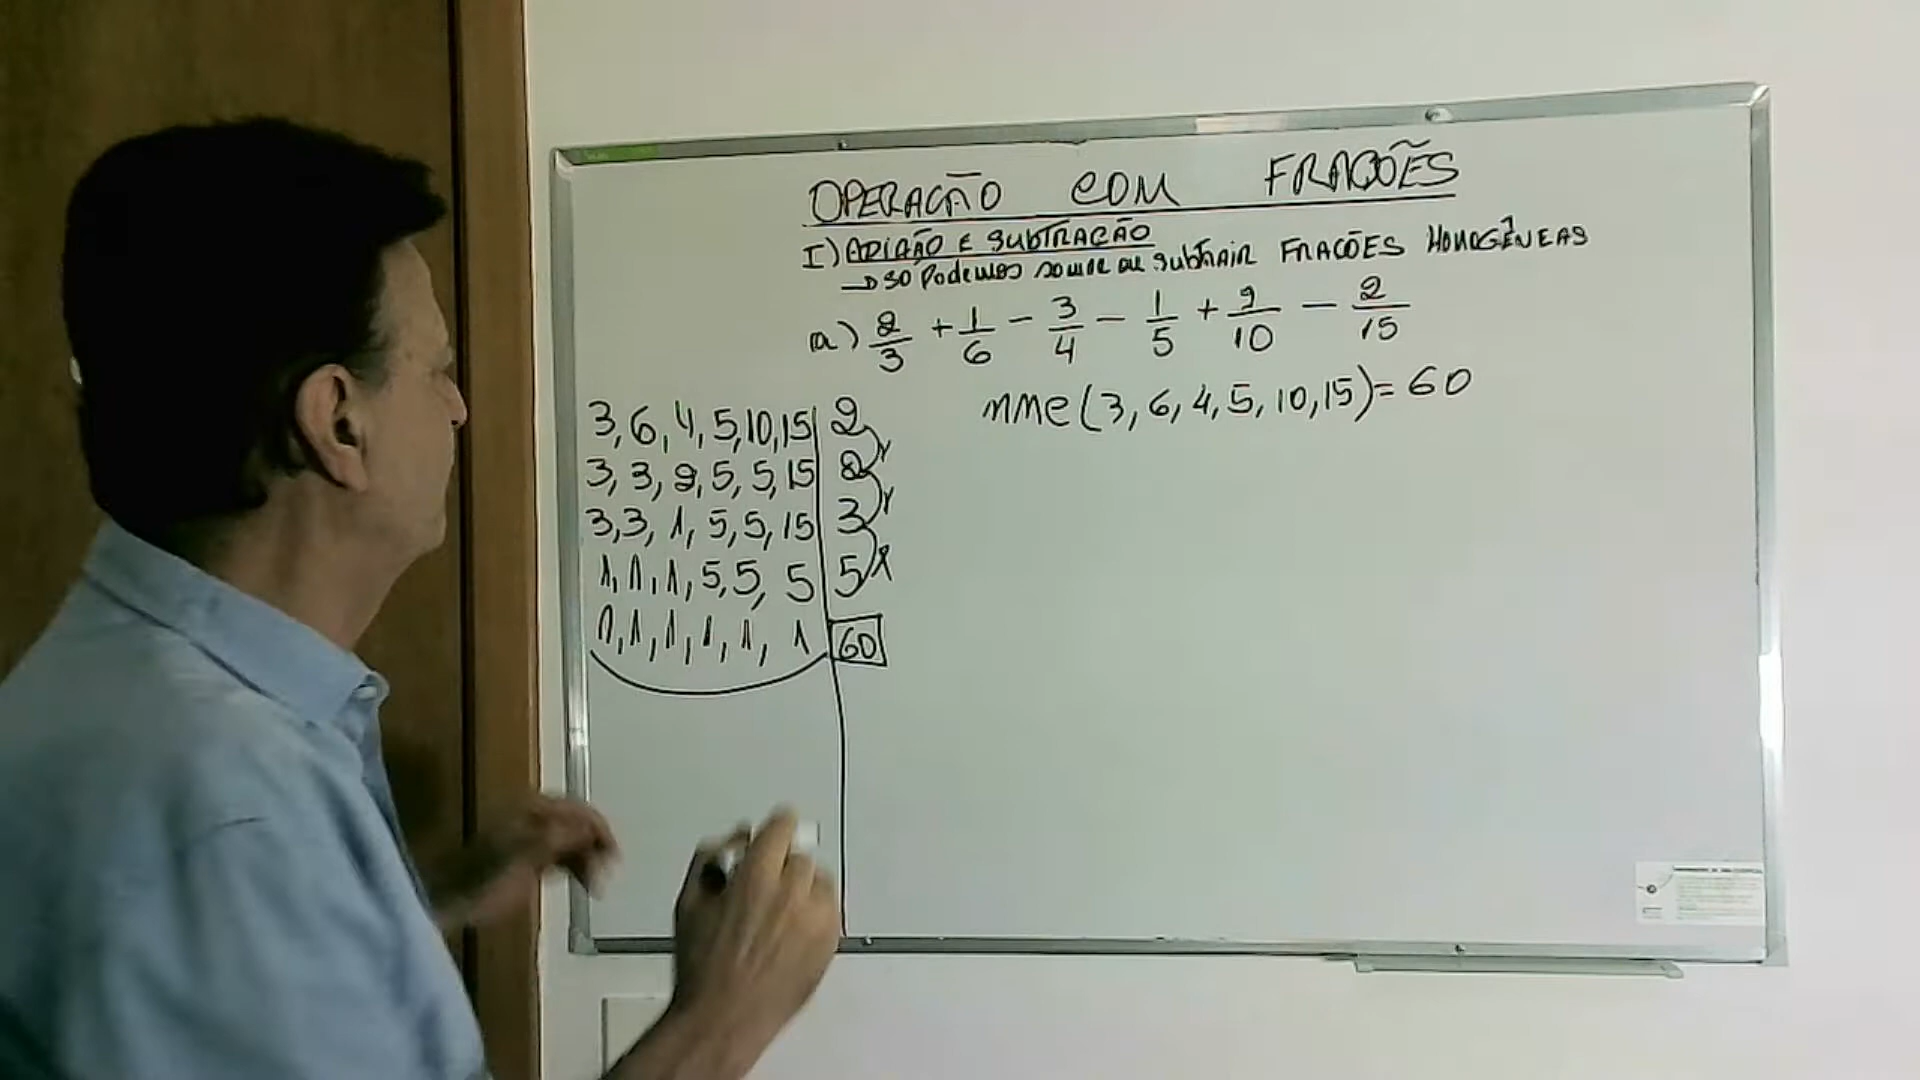 OPERAÇÃO COM FRAÇÕES
I) ADIÇÃO E SUBTRAÇÃO
→ SÓ Podemos somar ou subtrair FRAÇÕES HOMOGÊNEAS
a) 2/3 + 1/6 - 3/4 - 1/5 + 9/10 - 2/15
MMC (3, 6, 4, 5, 10, 15) = 60
3, 6, 4, 5, 10, 15 | 2
3, 3, 2, 5, 5, 15 | 2
3, 3, 1, 5, 5, 15 | 3
1, 1, 1, 5, 5, 5 | 5
1, 1, 1, 1, 1, 1 | 60